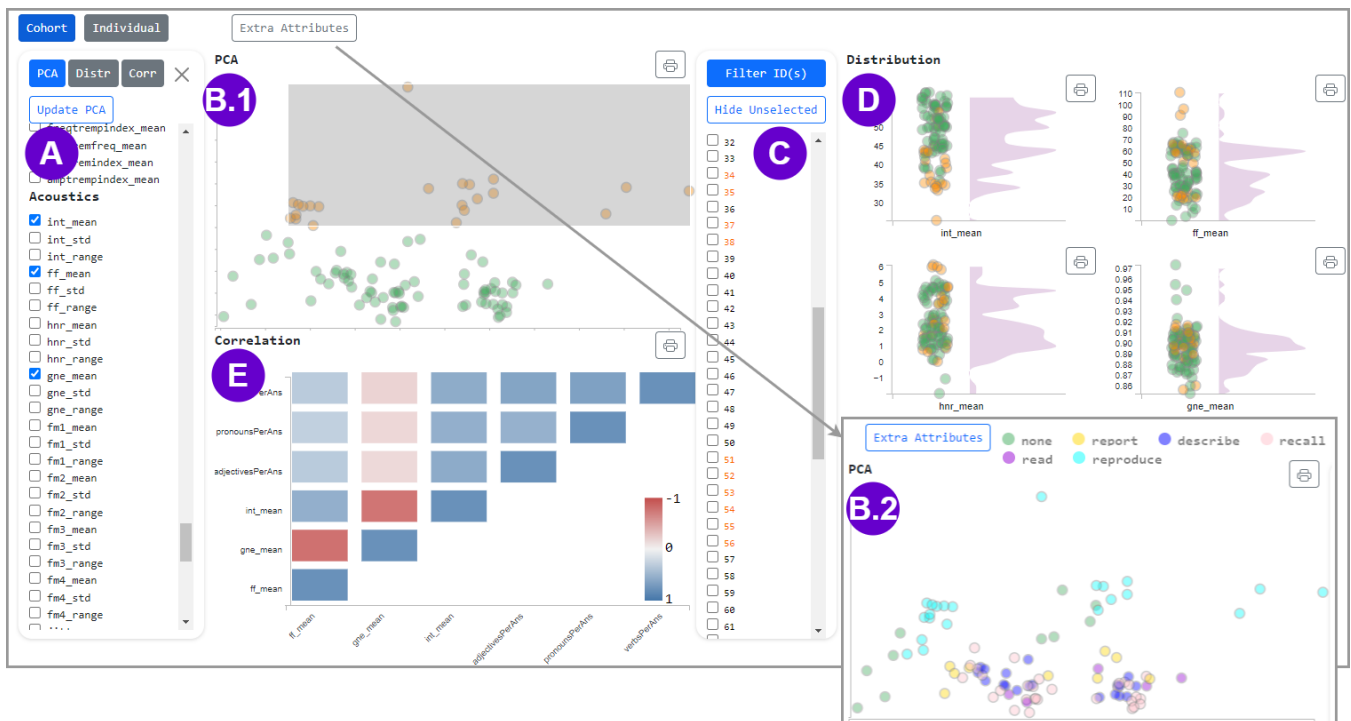 Cohort
Individual
Extra Attributes
PCA Distr Corr
Update PCA
A
freqtrempindex_mean
Acoustics
int_mean
int_std
int_range
ff_mean
ff_std
ff_range
hnr_mean
hnr_std
hnr_range
gne_mean
gne_std
gne_range
fm1_mean
fm1_std
fm1_range
fm2_mean
fm2_std
fm2_range
fm3_mean
fm3_std
fm3_range
fm4_mean
fm4_std
fm4_range
PCA
B.1
Correlation
E
pronounsPerAns
adjectivesPerAns
int_mean
gne_mean
ff_mean
ff_mean
gne_mean
int_mean
adjectivesPerAns
pronounsPerAns
verbsPerAns
-1
0
1
Filter ID(s)
Hide Unselected
C
32
33
34
35
36
37
38
39
40
41
42
43
44
45
46
47
48
49
50
51
52
53
54
55
56
57
58
59
60
61
Distribution
D
50
45
40
35
30
int_mean
110
100
90
80
70
60
50
40
30
20
10
ff_mean
6
5
4
3
2
1
0
−1
hnr_mean
0.97
0.96
0.95
0.94
0.93
0.92
0.91
0.90
0.89
0.88
0.87
0.86
gne_mean
Extra Attributes
none report describe recall
read reproduce
PCA
B.2